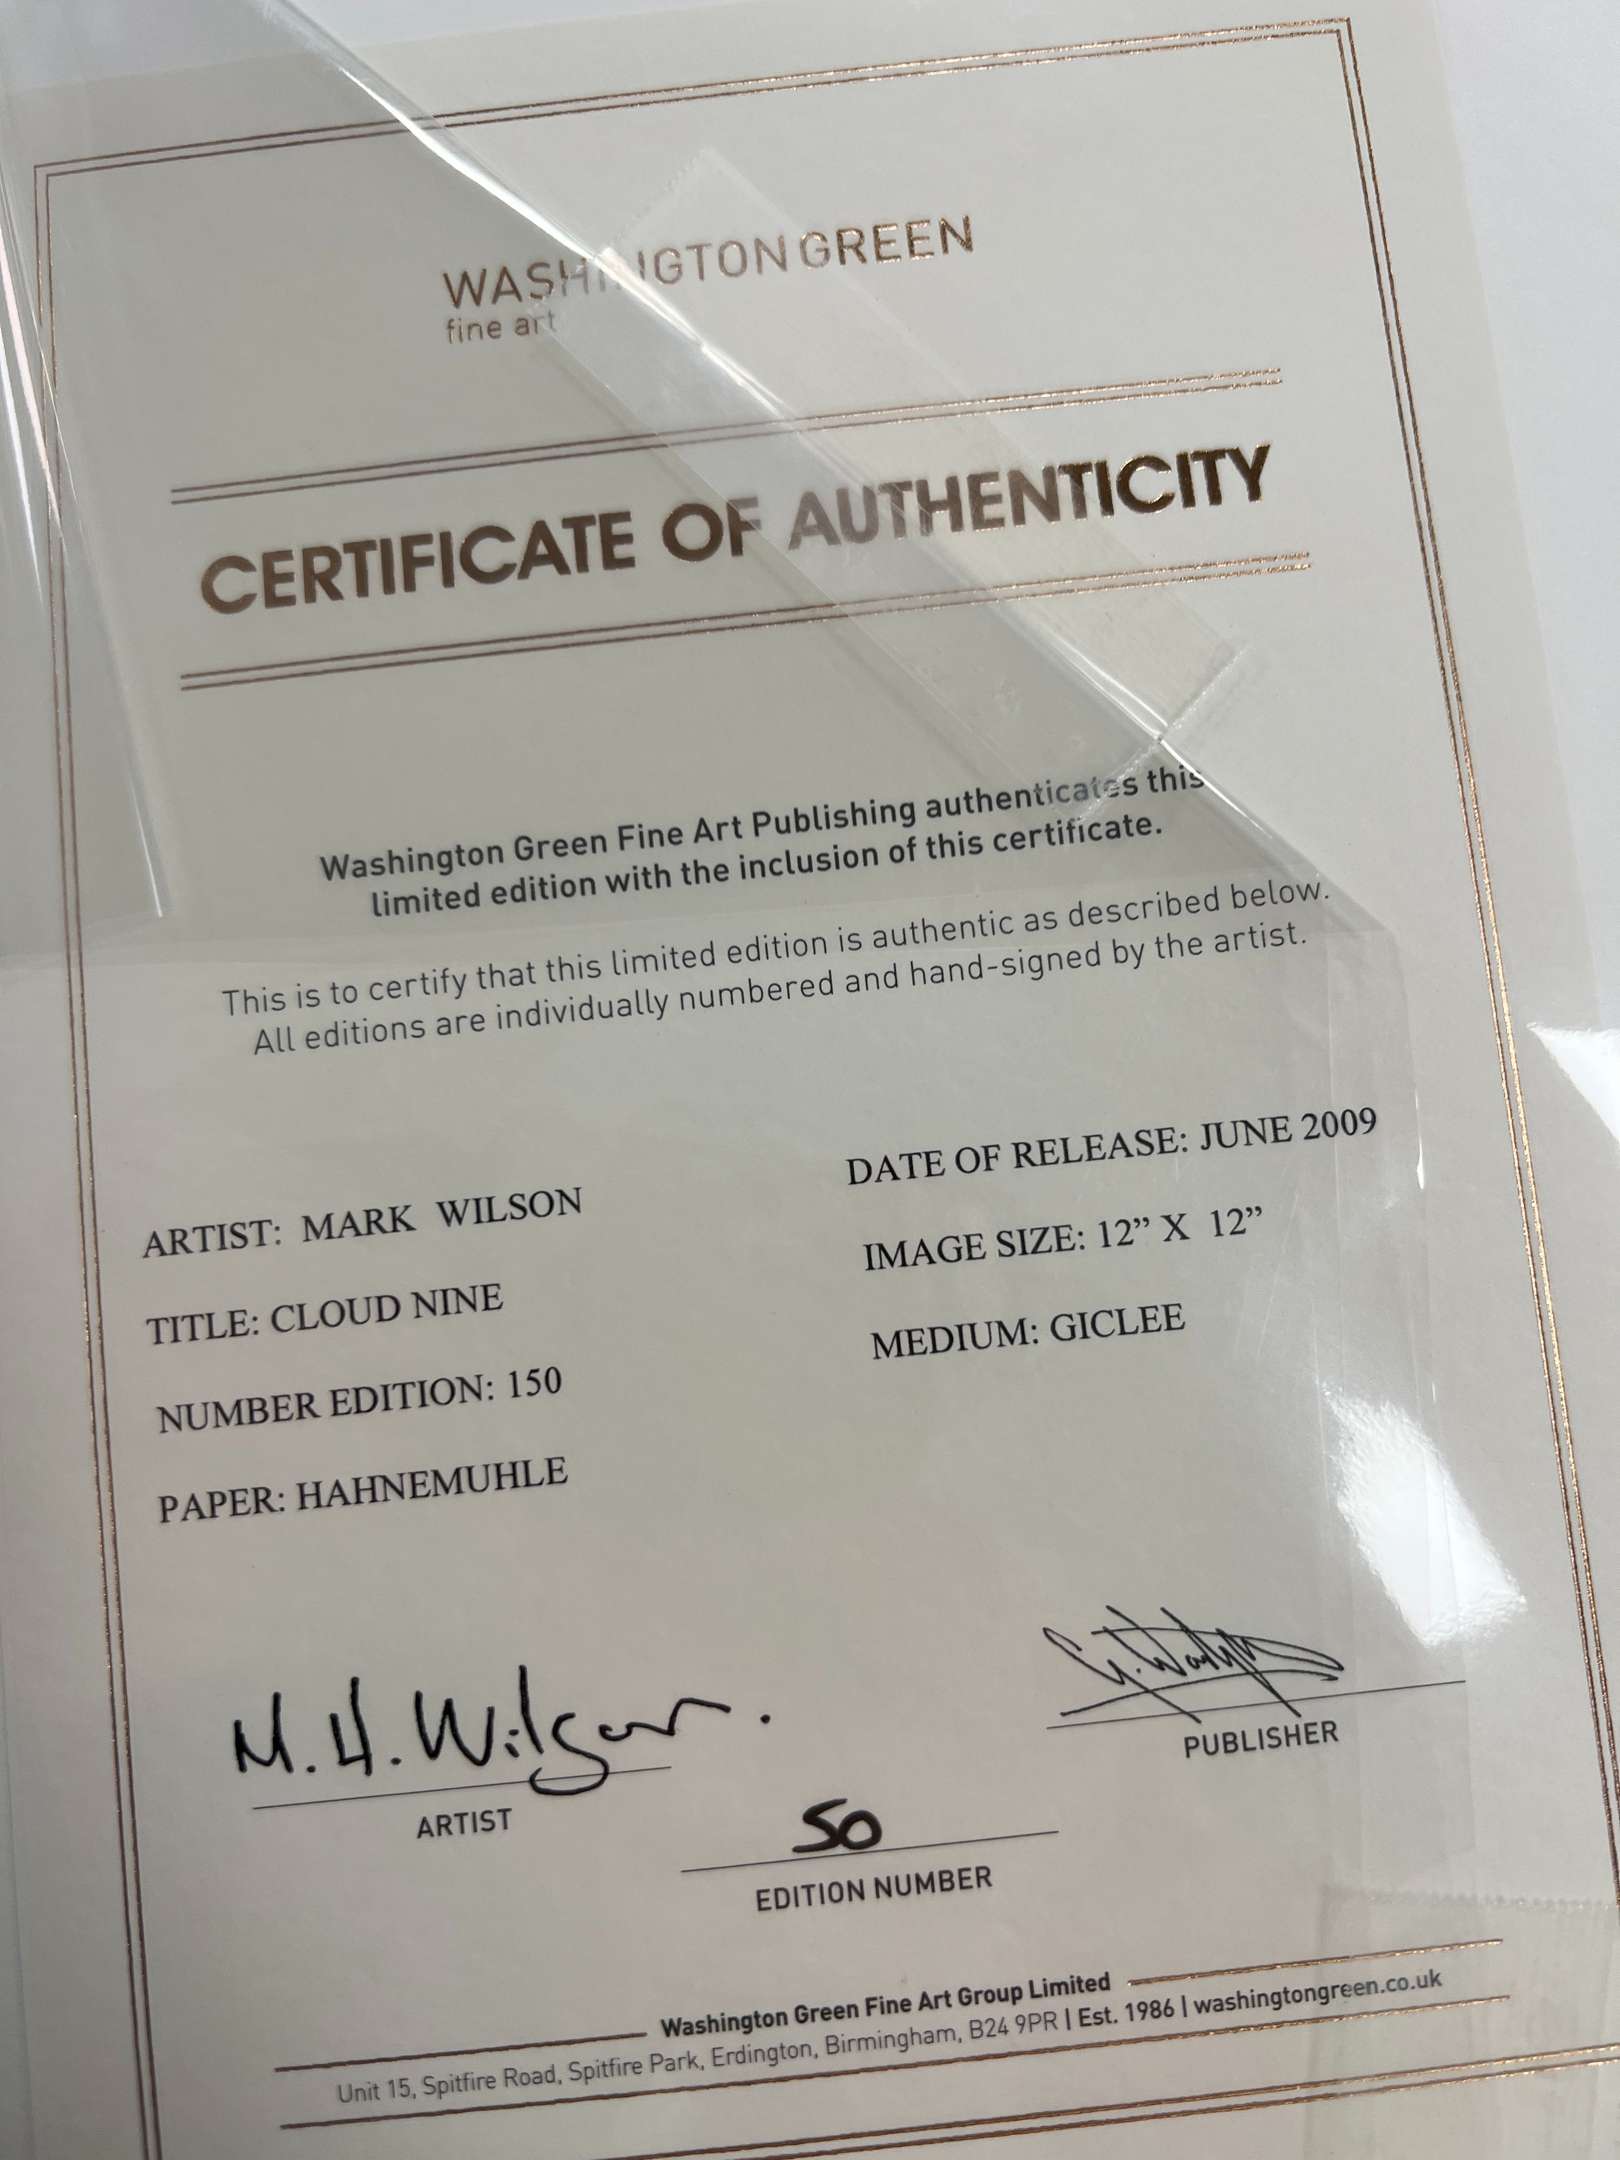 WASHINGTON GREEN
fine art
CERTIFICATE OF AUTHENTICITY
Washington Green Fine Art Publishing authenticates this
limited edition with the inclusion of this certificate.
This is to certify that this limited edition is authentic as described below.
All editions are individually numbered and hand-signed by the artist.
ARTIST: MARK WILSON
TITLE: CLOUD NINE
NUMBER EDITION: 150
PAPER: HAHNEMUHLE
DATE OF RELEASE: JUNE 2009
IMAGE SIZE: 12” X 12”
MEDIUM: GICLEE
M. H. Wilson.
ARTIST
PUBLISHER
50
EDITION NUMBER
Washington Green Fine Art Group Limited
Unit 15, Spitfire Road, Spitfire Park, Erdington, Birmingham, B24 9PR | Est. 1986 | washingtongreen.co.uk